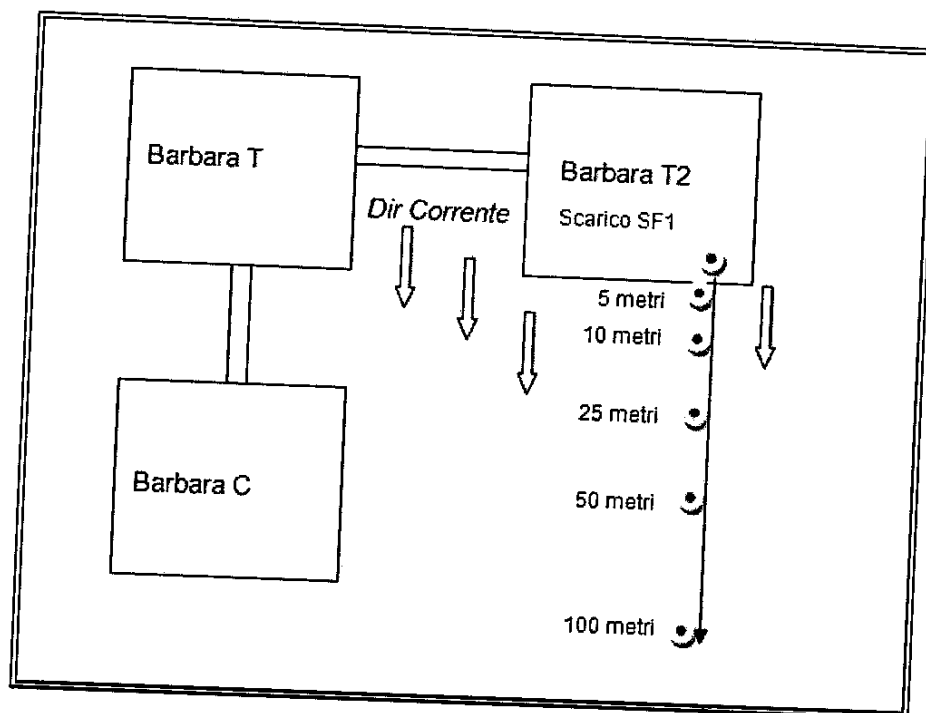 Barbara T
Barbara T2
Dir Corrente
Scarico SF1
5 metri
10 metri
25 metri
Barbara C
50 metri
100 metri